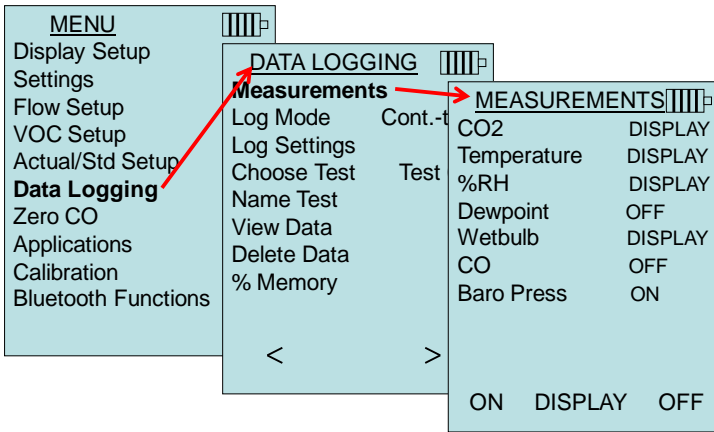 MENU
Display Setup
Settings
Flow Setup
VOC Setup
Actual/Std Setup
Data Logging
Zero CO
Applications
Calibration
Bluetooth Functions
DATA LOGGING
Measurements
Log Mode Cont.-t
Log Settings
Choose Test Test
Name Test
View Data
Delete Data
% Memory
< >
MEASUREMENTS
CO2 DISPLAY
Temperature DISPLAY
%RH DISPLAY
Dewpoint OFF
Wetbulb DISPLAY
CO OFF
Baro Press ON
ON DISPLAY OFF